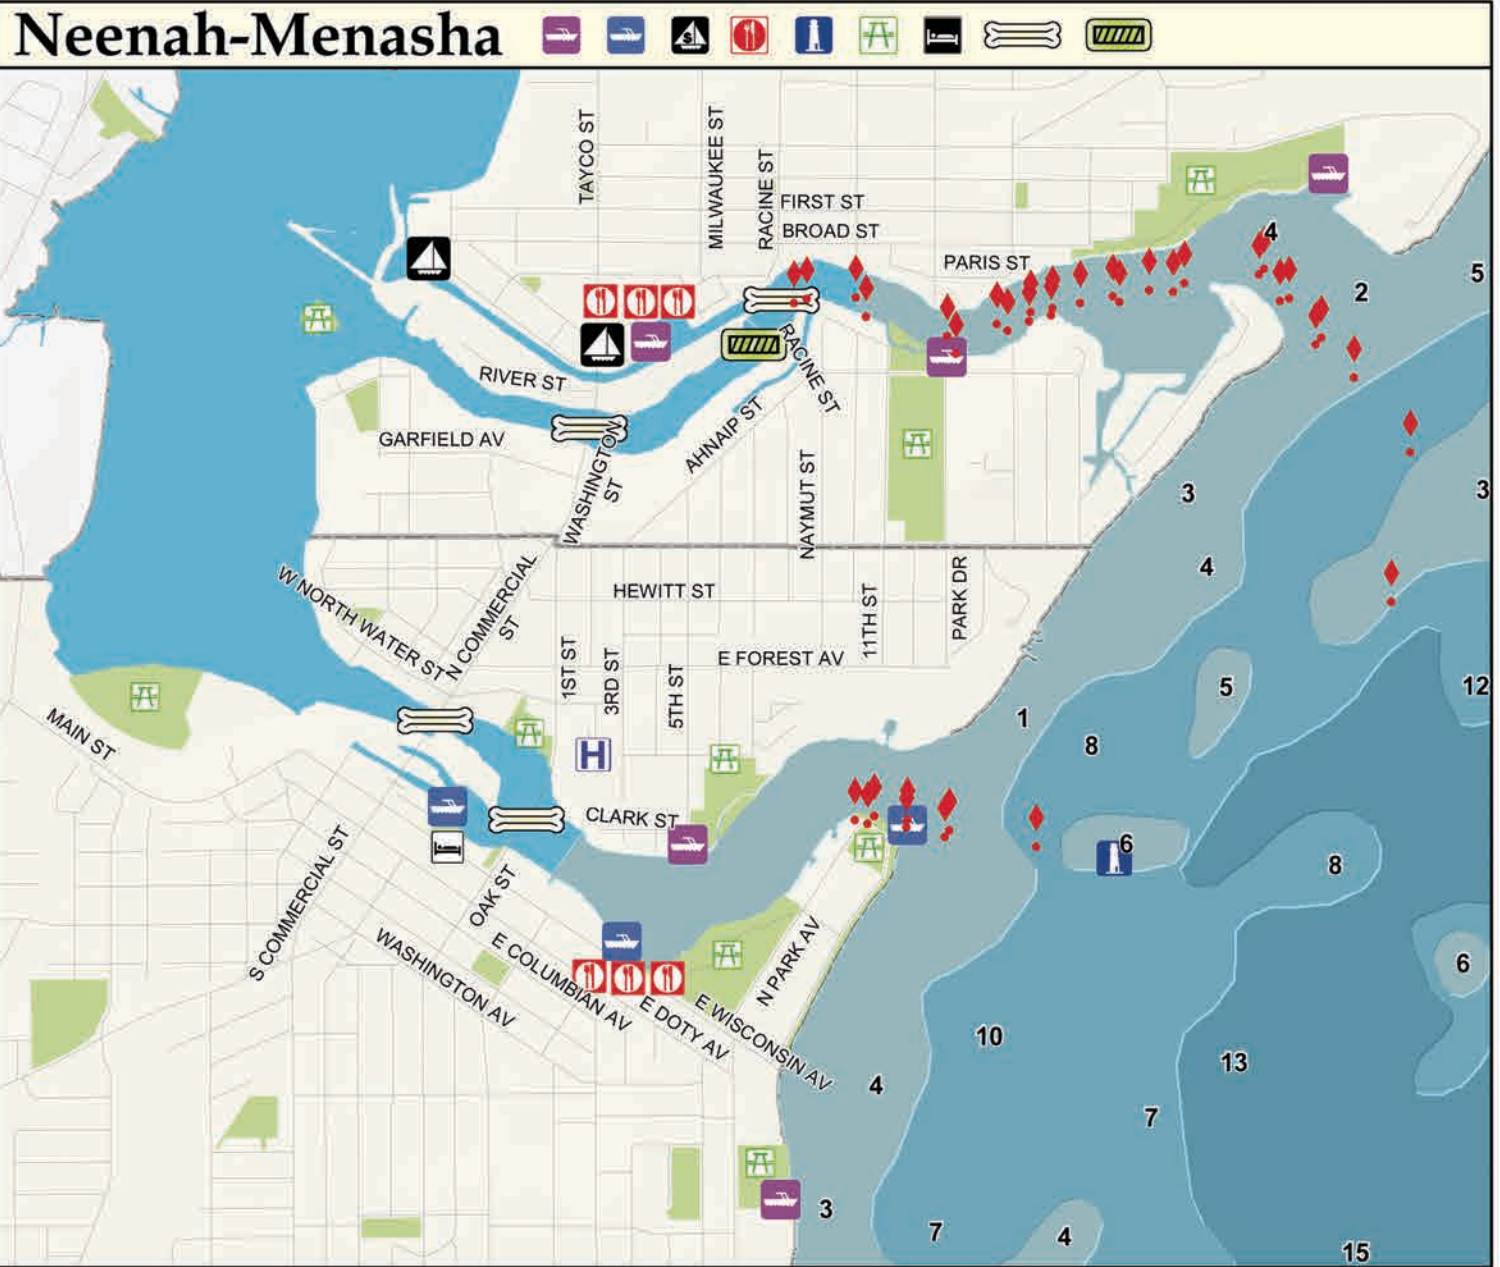 Neenah-Menasha
$
TAYCO ST
MILWAUKEE ST
RACINE ST
FIRST ST
BROAD ST
PARIS ST
4
2
5
RIVER ST
RACINE ST
GARFIELD AV
AHNAIP ST
WASHINGTON
ST
NAYMUT ST
3
3
4
W NORTH WATER ST
N COMMERCIAL
ST
HEWITT ST
11TH ST
PARK DR
1ST ST
3RD ST
5TH ST
E FOREST AV
5
12
1
8
MAIN ST
H
CLARK ST
6
8
S COMMERCIAL ST
OAK ST
WASHINGTON AV
E COLUMBIAN AV
E DOTY AV
E WISCONSIN AV
N PARK AV
6
10
13
4
7
3
7
4
15